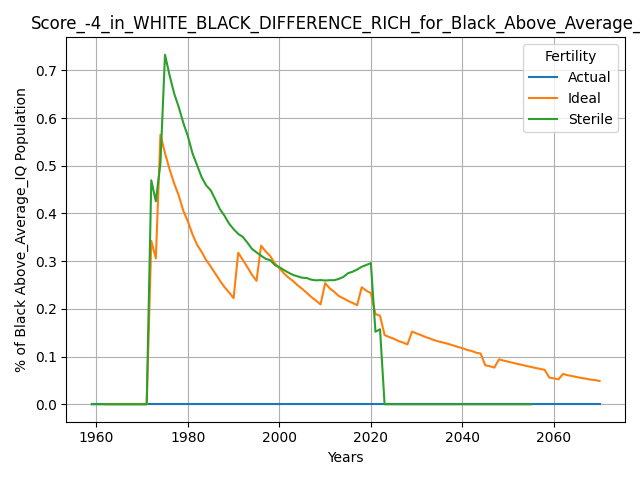 Score_-4_in_WHITE_BLACK_DIFFERENCE_RICH_for_Black_Above_Average_
% of Black Above_Average_IQ Population
0.7
0.6
0.5
0.4
0.3
0.2
0.1
0.0
Fertility
Actual
Ideal
Sterile
1960
1980
2000
2020
2040
2060
Years